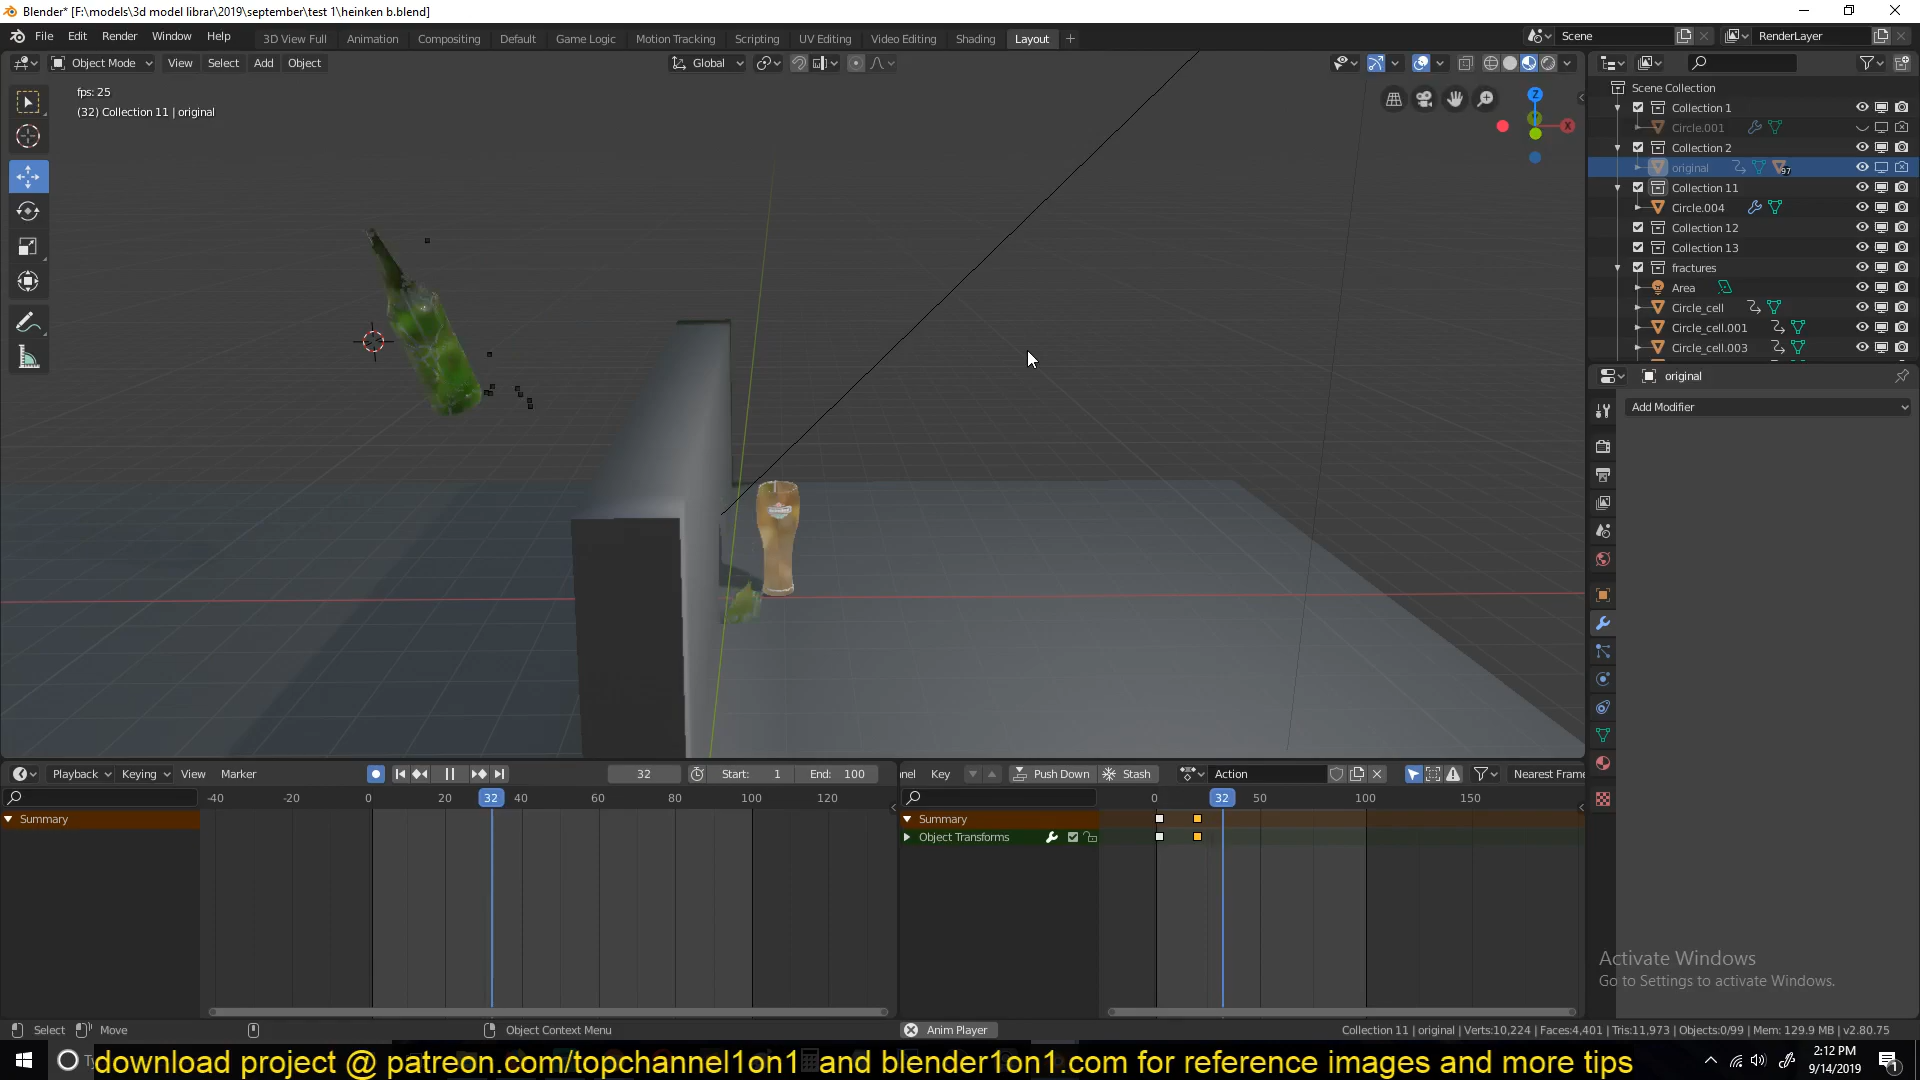 Blender* [F:\models\3d model librar\2019\september\test 1\heinken b.blend]
File Edit Render Window Help
3D View Full Animation Compositing Default Game Logic Motion Tracking Scripting UV Editing Video Editing Shading Layout +
Scene
RenderLayer
Object Mode View Select Add Object
Global
fps: 25
(32) Collection 11 | original
Z
X
Scene Collection
Collection 1
Circle.001
Collection 2
original
97
Collection 11
Circle.004
Collection 12
Collection 13
fractures
Area
Circle_cell
Circle_cell.001
Circle_cell.003
original
Add Modifier
Playback Keying View Marker
32
Start: 1 End: 100
nnel Key Push Down Stash Action Nearest Frame
-40 -20 0 20 32 40 60 80 100 120
0 32 50 100 150
Summary
Summary
Object Transforms
Activate Windows
Go to Settings to activate Windows.
Select Move Object Context Menu Anim Player
Collection 11 | original | Verts:10,224 | Faces:4,401 | Tris:11,973 | Objects:0/99 | Mem: 129.9 MB | v2.80.75
download project @ patreon.com/topchannel1on1 and blender1on1.com for reference images and more tips
2:12 PM
9/14/2019
1